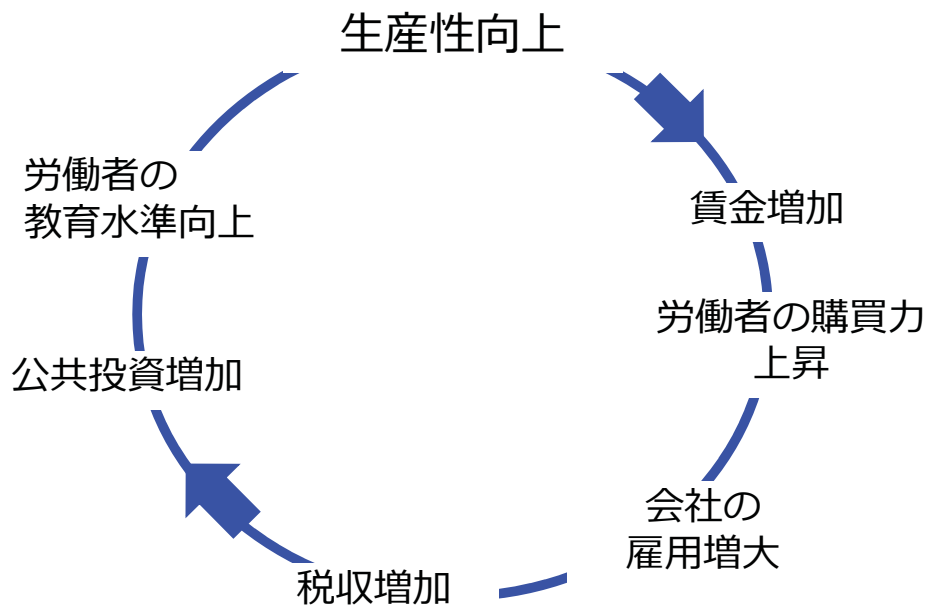 生産性向上
賃金増加
労働者の購買力
上昇
会社の
雇用増大
税収増加
公共投資増加
労働者の
教育水準向上